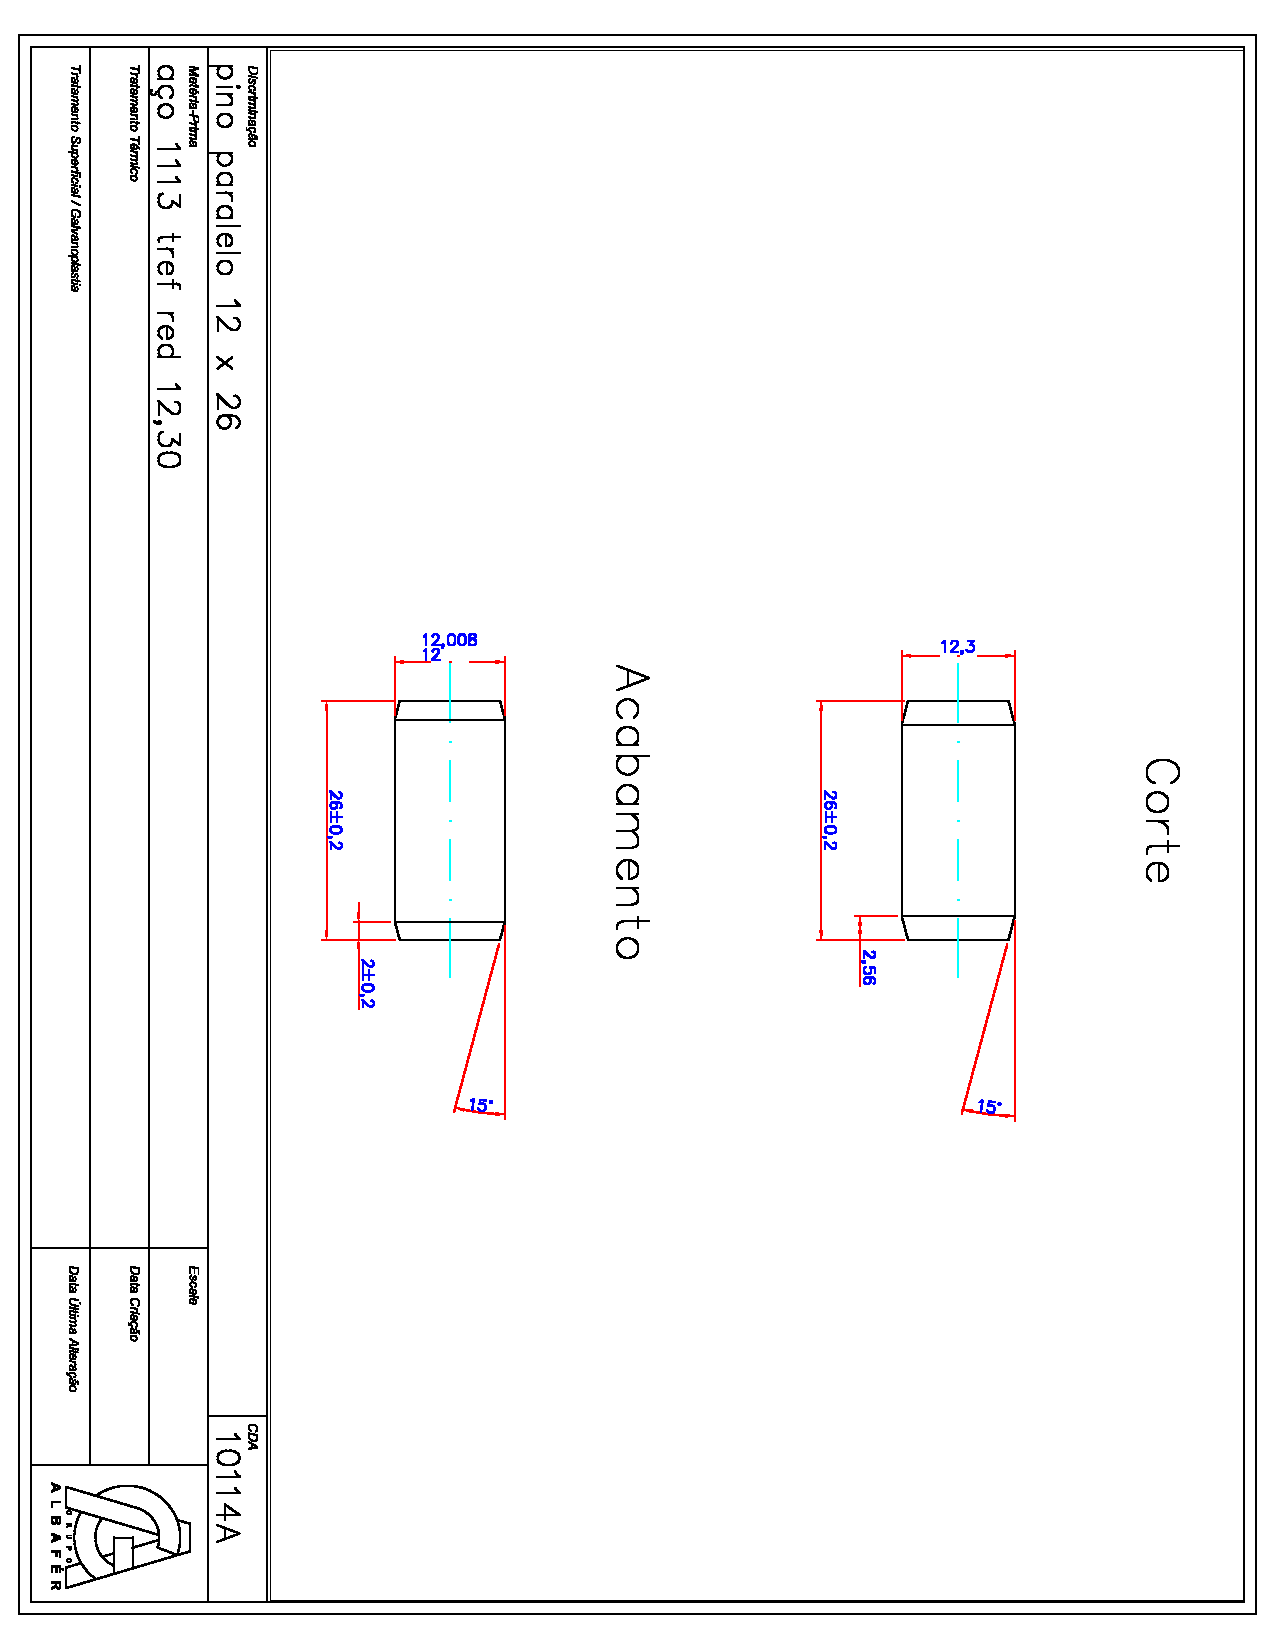 Corte
12,3
26±0,2
2,56
15°
Acabamento
12,008
12
26±0,2
2±0,2
15°
Discriminação
pino paralelo 12 x 26
CDA
10114A
Matéria-Prima
aço 1113 tref red 12,30
Escala
Tratamento Térmico
Data Criação
Tratamento Superficial / Galvanoplastia
Data Última Alteração
GRUPO
ALBAFÉR